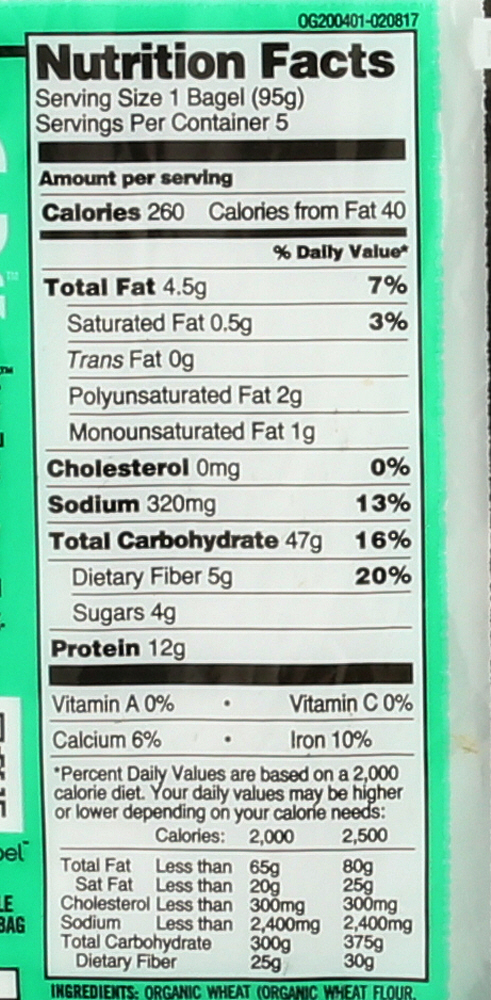 OG200401-020817
Nutrition Facts
Serving Size 1 Bagel (95g)
Servings Per Container 5
Amount per serving
Calories 260 Calories from Fat 40
% Daily Value*
Total Fat 4.5g 7%
Saturated Fat 0.5g 3%
Trans Fat 0g
Polyunsaturated Fat 2g
Monounsaturated Fat 1g
Cholesterol 0mg 0%
Sodium 320mg 13%
Total Carbohydrate 47g 16%
Dietary Fiber 5g 20%
Sugars 4g
Protein 12g
Vitamin A 0% • Vitamin C 0%
Calcium 6% • Iron 10%
*Percent Daily Values are based on a 2,000
calorie diet. Your daily values may be higher
or lower depending on your calorie needs:
Calories: 2,000 2,500
Total Fat Less than 65g 80g
Sat Fat Less than 20g 25g
Cholesterol Less than 300mg 300mg
Sodium Less than 2,400mg 2,400mg
Total Carbohydrate 300g 375g
Dietary Fiber 25g 30g
BAG
INGREDIENTS: ORGANIC WHEAT (ORGANIC WHEAT FLOUR,